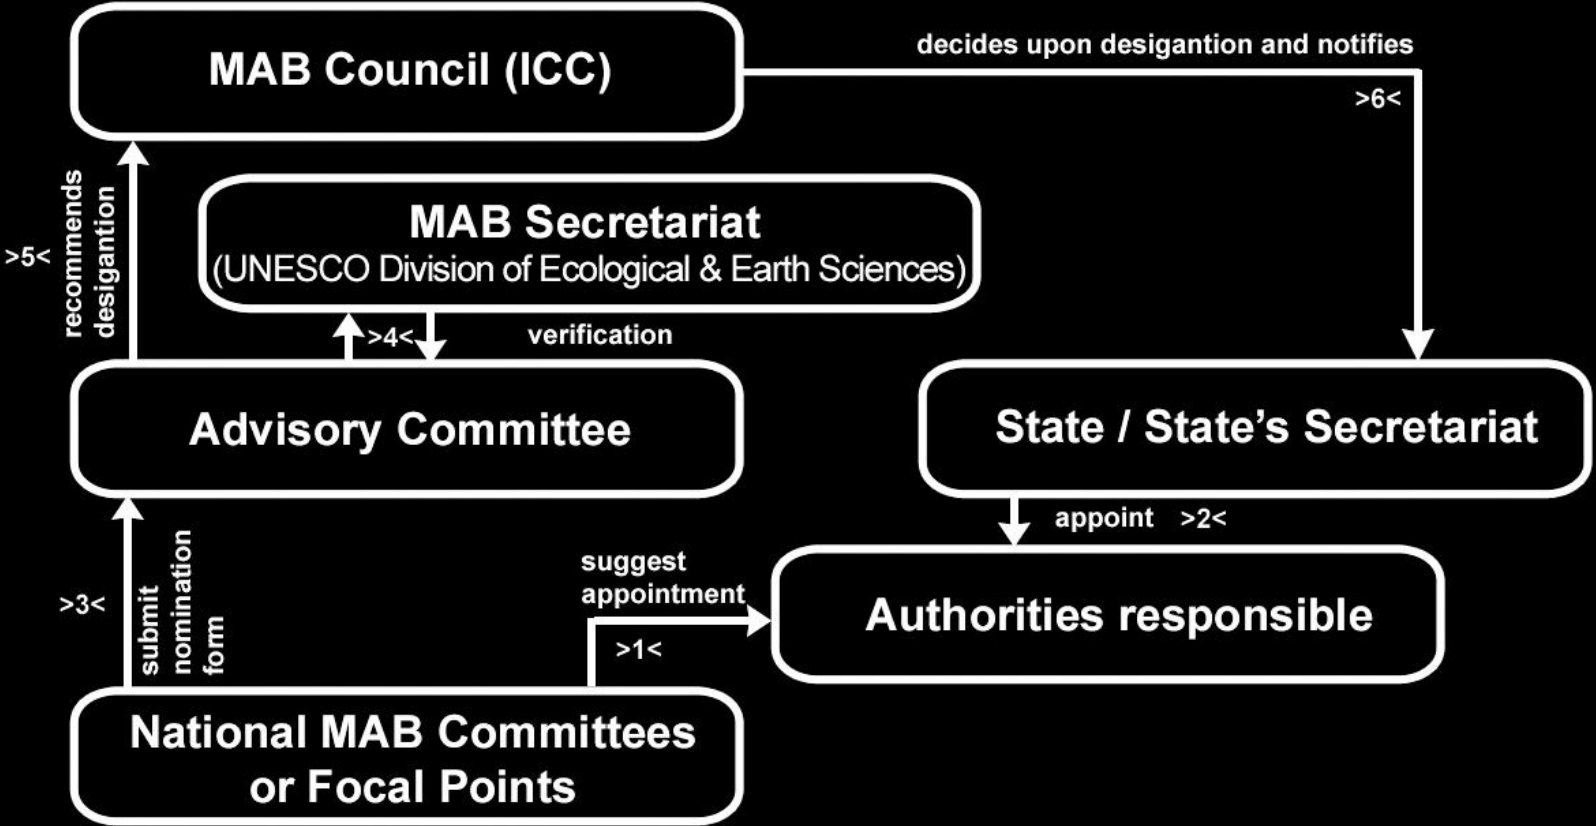 MAB Council (ICC)
decides upon desigantion and notifies
>6<
>5<
recommends
desigantion
MAB Secretariat
(UNESCO Division of Ecological & Earth Sciences)
>4<
verification
Advisory Committee
State / State’s Secretariat
appoint >2<
>3<
submit
nomination
form
suggest
appointment
>1<
Authorities responsible
National MAB Committees
or Focal Points